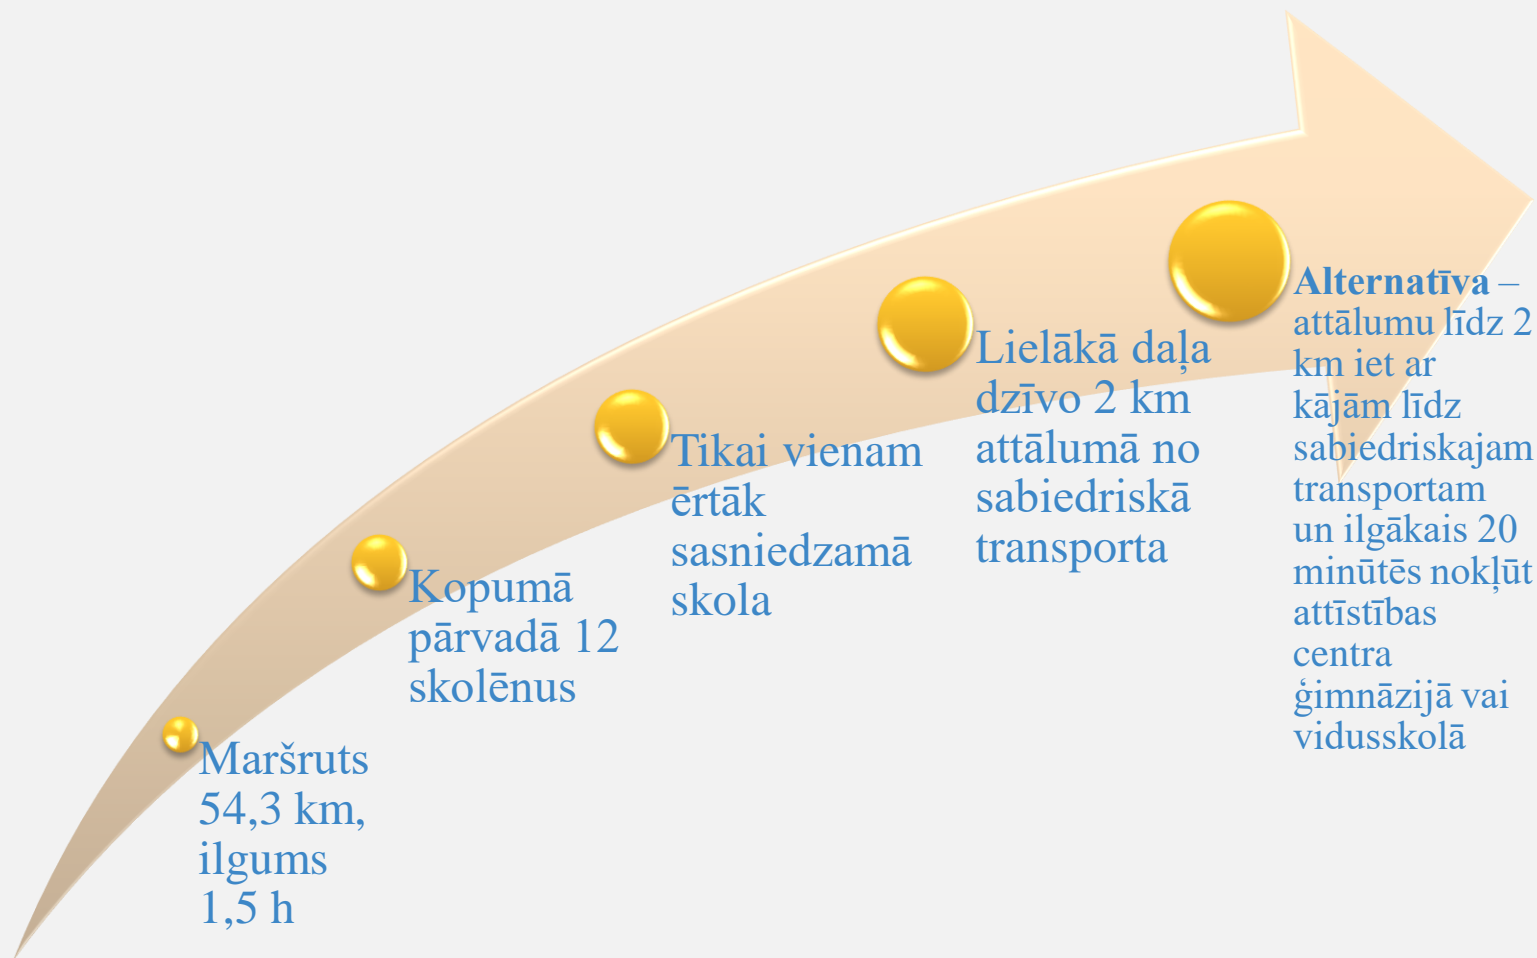 Maršruts
54,3 km,
ilgums
1,5 h
Kopumā
pārvadā 12
skolēnus
Tikai vienam
ērtāk
sasniedzamā
skola
Lielākā daļa
dzīvo 2 km
attālumā no
sabiedriskā
transporta
Alternatīva –
attālumu līdz 2
km iet ar
kājām līdz
sabiedriskajam
transportam
un ilgākais 20
minūtēs nokļūt
attīstības
centra
ģimnāzijā vai
vidusskolā